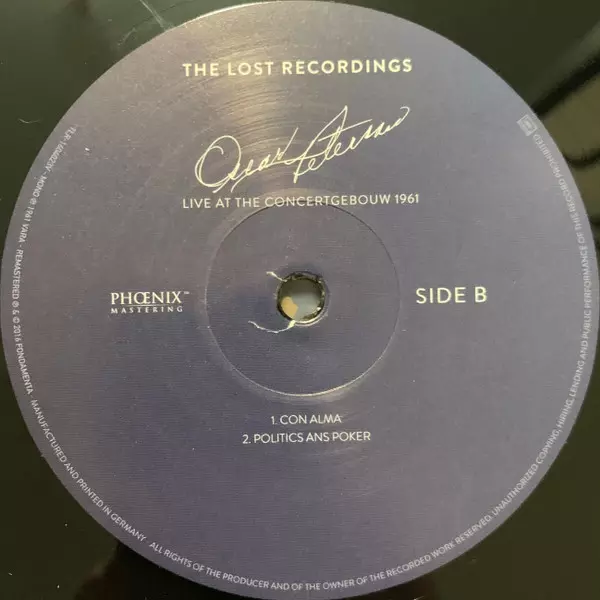 THE LOST RECORDINGS
Oscar Peterson
LIVE AT THE CONCERTGEBOUW 1961
PHŒNIX™
MASTERING
SIDE B
1. CON ALMA
2. POLITICS ANS POKER
MONO ℗ 1961 VARA - REMASTERED ℗ & © 2016 FONDAMENTA - MANUFACTURED AND PRINTED IN GERMANY ALL RIGHTS OF THE PRODUCER AND OF THE OWNER OF THE RECORDED WORK RESERVED. UNAUTHORIZED COPYING, HIRING, LENDING AND PUBLIC PERFORMANCE OF THIS RECORD PROHIBITED.